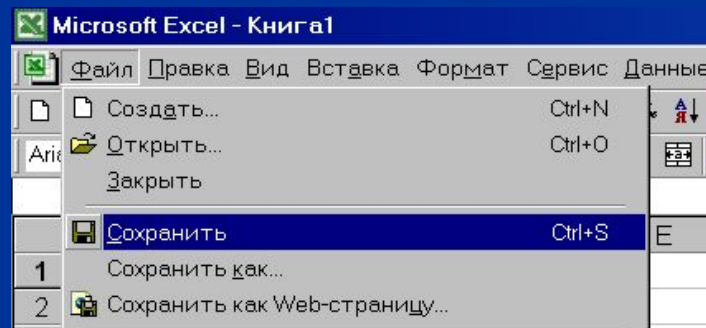 Microsoft Excel - Книга1
Файл Правка Вид Вставка Формат Сервис Данные
Создать... Ctrl+N
А Я
Открыть... Ctrl+O
a
Закрыть
Сохранить Ctrl+S
E
1 Сохранить как...
2 Сохранить как Web-страницу...